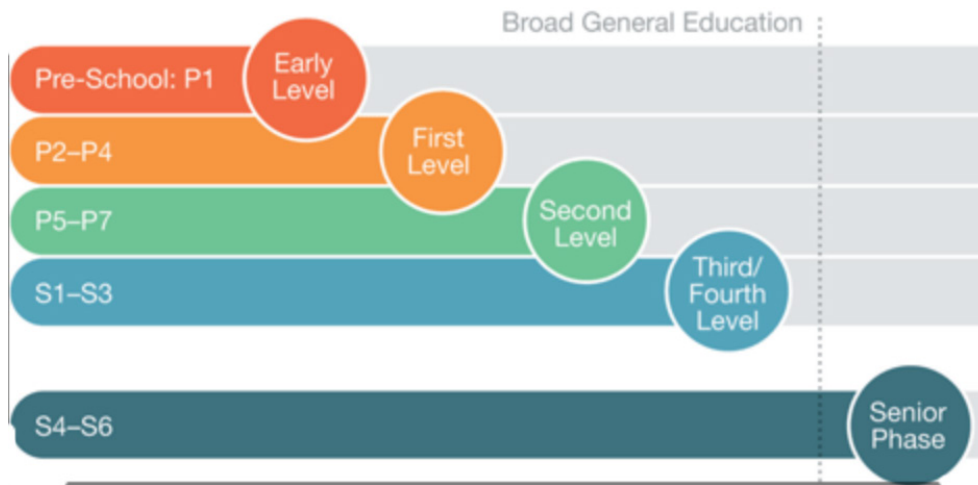 Broad General Education
Pre-School: P1
Early
Level
P2–P4
First
Level
P5–P7
Second
Level
S1–S3
Third/
Fourth
Level
S4–S6
Senior
Phase